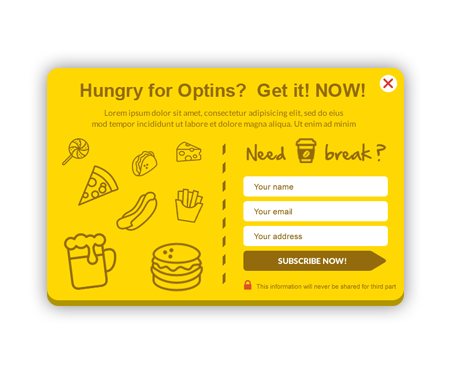 Hungry for Optins? Get it! NOW!
Lorem ipsum dolor sit amet, consectetur adipisicing elit, sed do eius
mod tempor incididunt ut labore et dolore magna aliqua. Ut enim ad minim
Need break?
Your name
Your email
Your address
SUBSCRIBE NOW!
This information will never be shared for third part